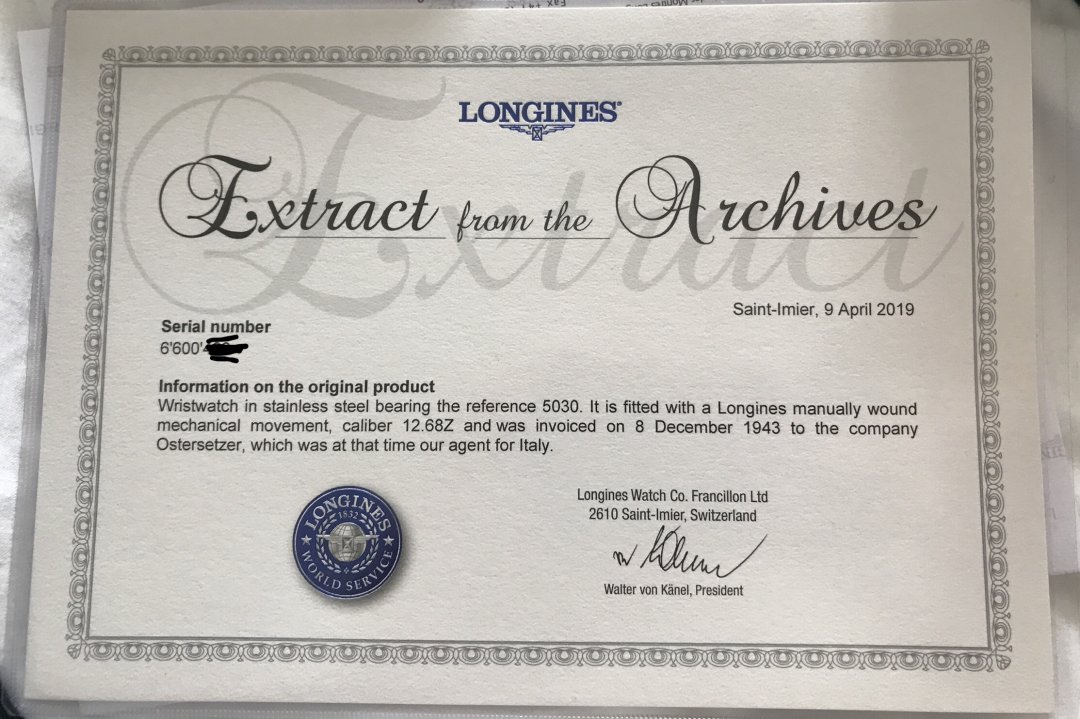 LONGINES®
Extract from the Archives
Extract
Saint-Imier, 9 April 2019
Serial number
6'600'
Information on the original product
Wristwatch in stainless steel bearing the reference 5030. It is fitted with a Longines manually wound
mechanical movement, caliber 12.68Z and was invoiced on 8 December 1943 to the company
Ostersetzer, which was at that time our agent for Italy.
LONGINES
1832
WORLD SERVICE
Longines Watch Co. Francillon Ltd
2610 Saint-Imier, Switzerland
Walter von Känel, President